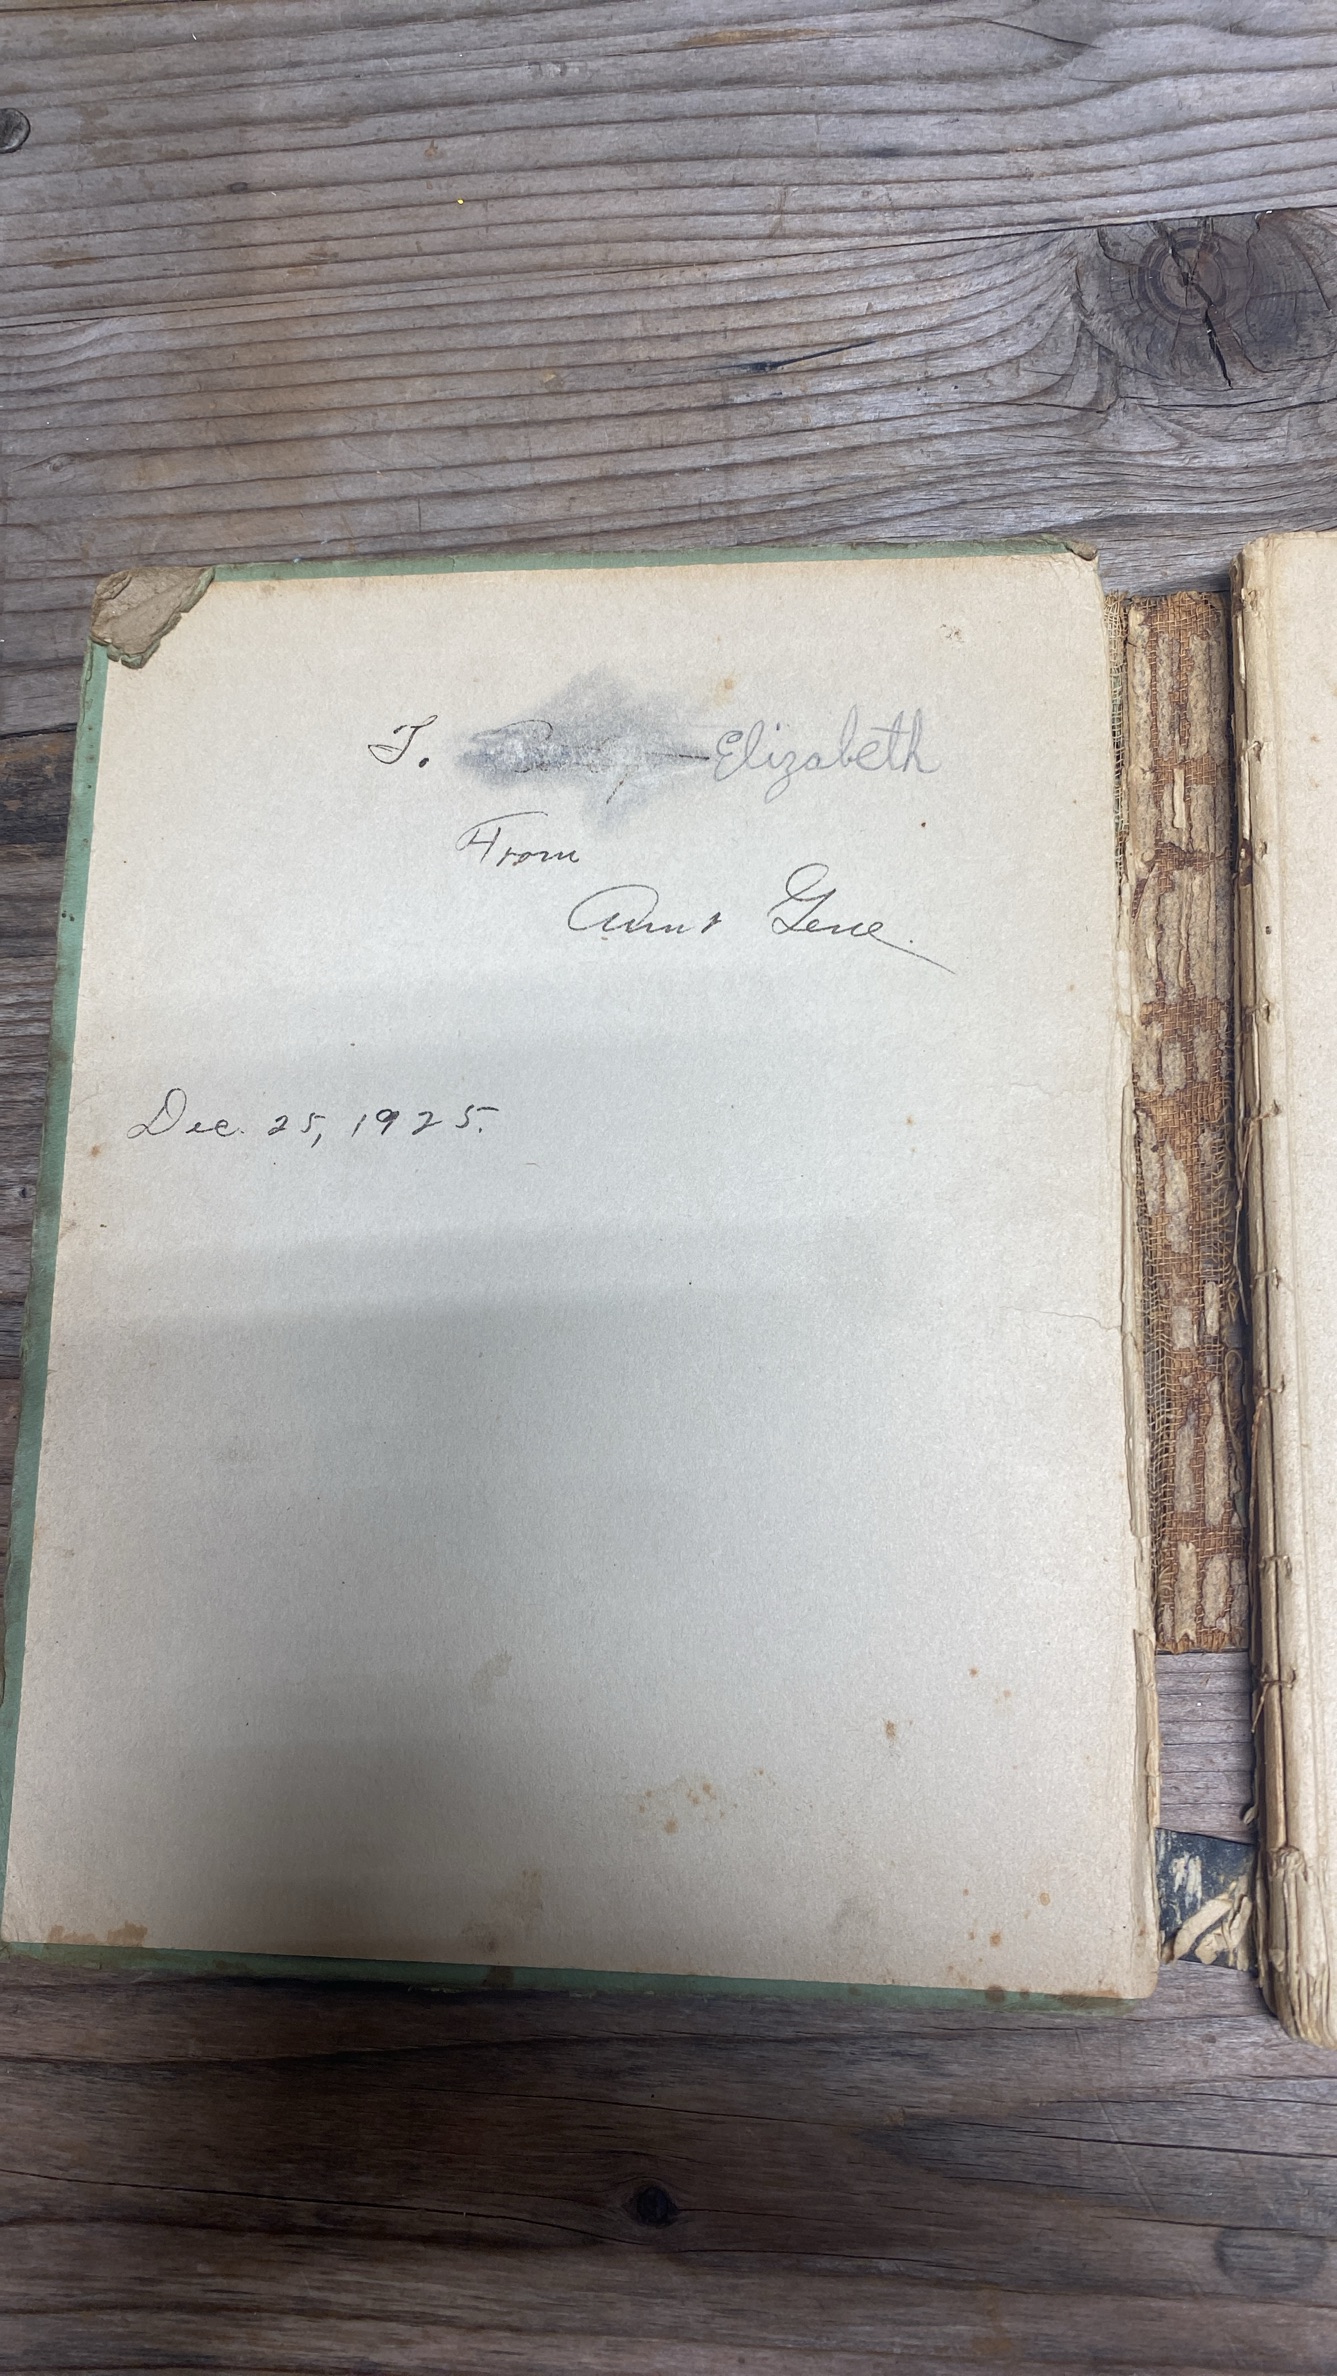 To Elizabeth
From
Aunt Gene.
Dec. 25, 1925.